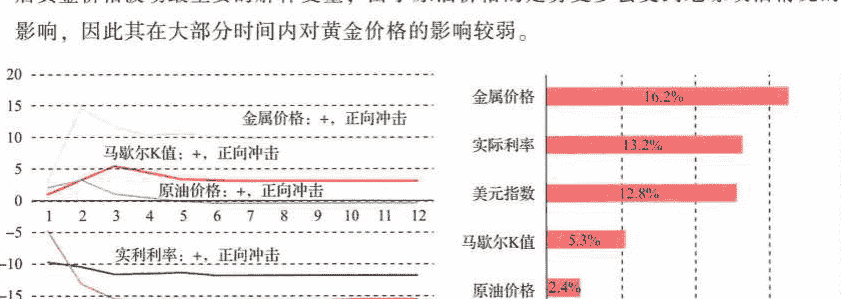 影响，因此其在大部分时间内对黄金价格的影响较弱。
20
15
10
5
0
-5
-10
-15
金属价格：+，正向冲击
马歇尔K值：+，正向冲击
原油价格：+，正向冲击
1 2 3 4 5 6 7 8 9 10 11 12
实利利率：+，正向冲击
金属价格 16.2%
实际利率 13.2%
美元指数 12.8%
马歇尔K值 5.3%
原油价格 2.4%